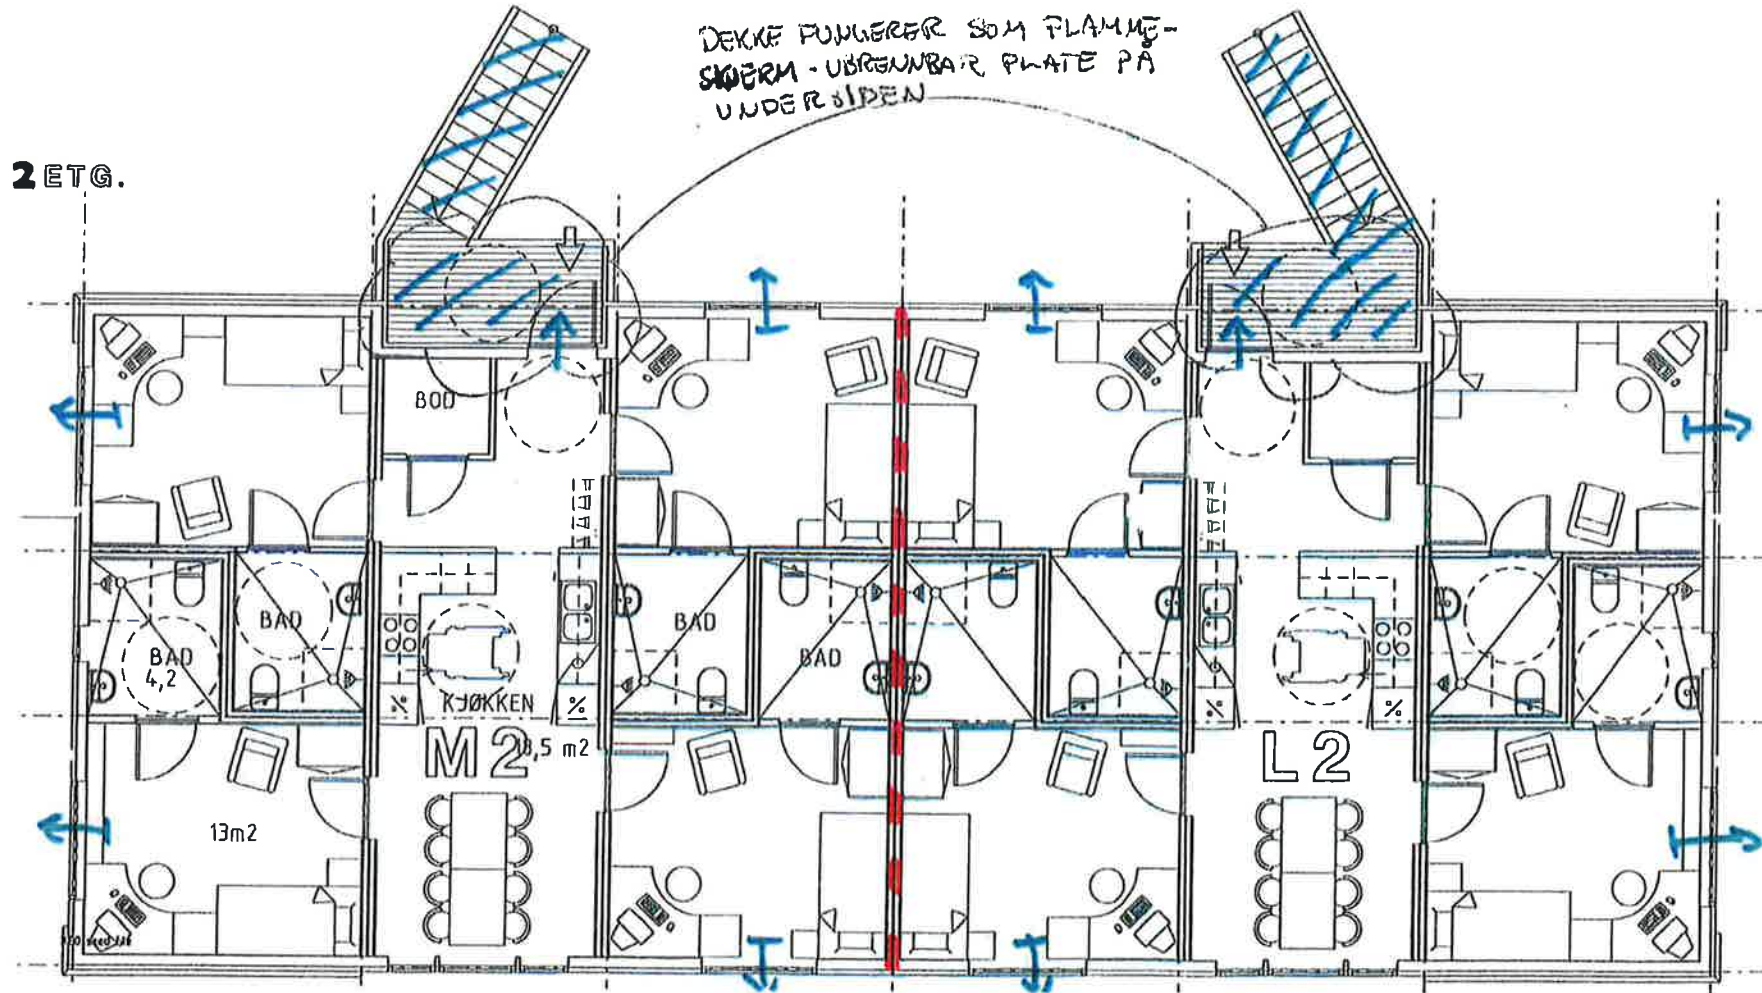 DEKKE FUNGERER SOM FLAMME-
SKJERM - UBRENNBAR PLATE PÅ
UNDERSIDEN
2 ETG.
BOD
BAD
BAD
4,2
BAD
BAD
KJØKKEN
M2
8,5 m2
L2
13m2